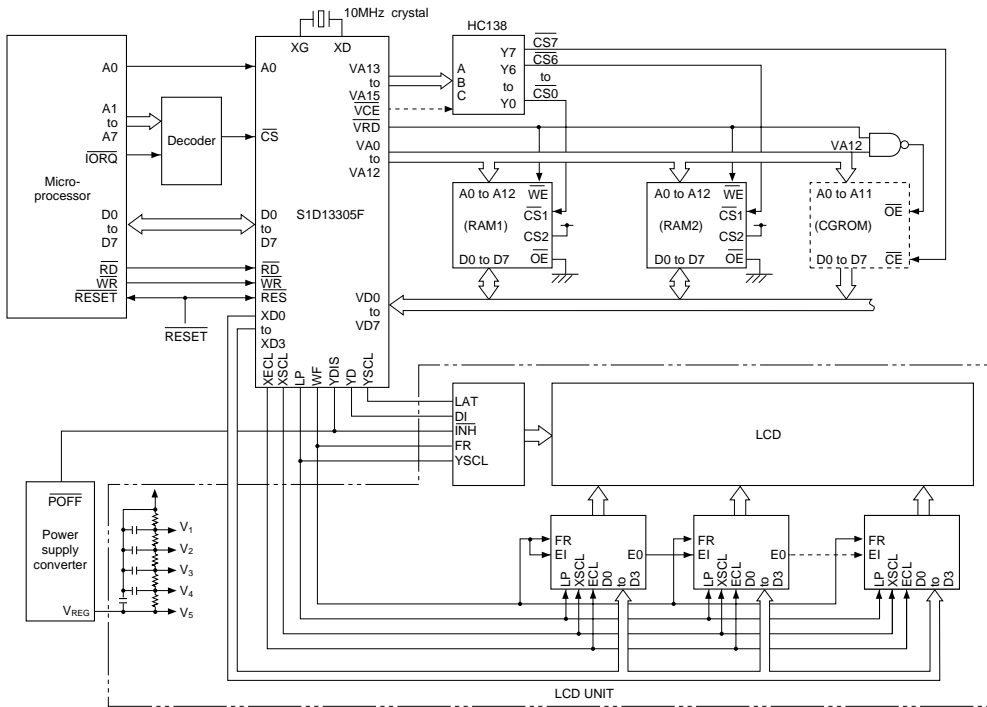 10MHz crystal
HC138
XG XD
A0
A1
to
A7
IORQ
Micro-
processor
D0
to
D7
RD
WR
RESET
Decoder
RESET
A0
CS
S1D13305F
D0
to
D7
RD
WR
RES
XD0
to
XD3
VA13
to
VA15
VCE
VRD
VA0
to
VA12
VD0
to
VD7
XECL
XSCL
LP
WF
YDIS
YD
YSCL
A
B
C
Y7
Y6
to
Y0
CS7
CS6
to
CS0
VA12
A0 to A12
WE
CS1
(RAM1)
CS2
D0 to D7
OE
A0 to A12
WE
CS1
(RAM2)
CS2
D0 to D7
OE
A0 to A11
OE
(CGROM)
D0 to D7
CE
LAT
DI
INH
FR
YSCL
LCD
POFF
Power
supply
converter
VREG
V1
V2
V3
V4
V5
FR
EI
E0
LP
XSCL
ECL
D0
to
D3
FR
EI
E0
LP
XSCL
ECL
D0
to
D3
FR
EI
LP
XSCL
ECL
D0
to
D3
LCD UNIT